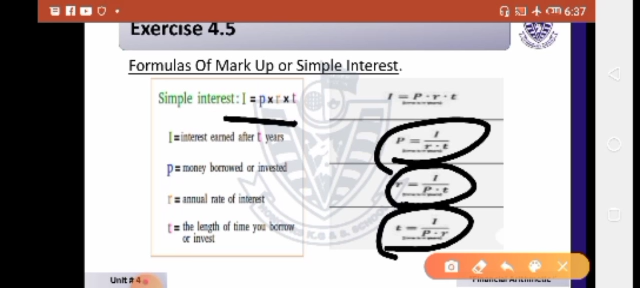 6:37
Exercise 4.5
Formulas Of Mark Up or Simple Interest.
Simple interest: I = p x r x t
I = interest earned after t years
p = money borrowed or invested
r = annual rate of interest
t = the length of time you borrow
or invest
I = P · r · t
P = I / r · t
r = I / P · t
t = I / P · r
Unit # 4
Financial Arithmetic